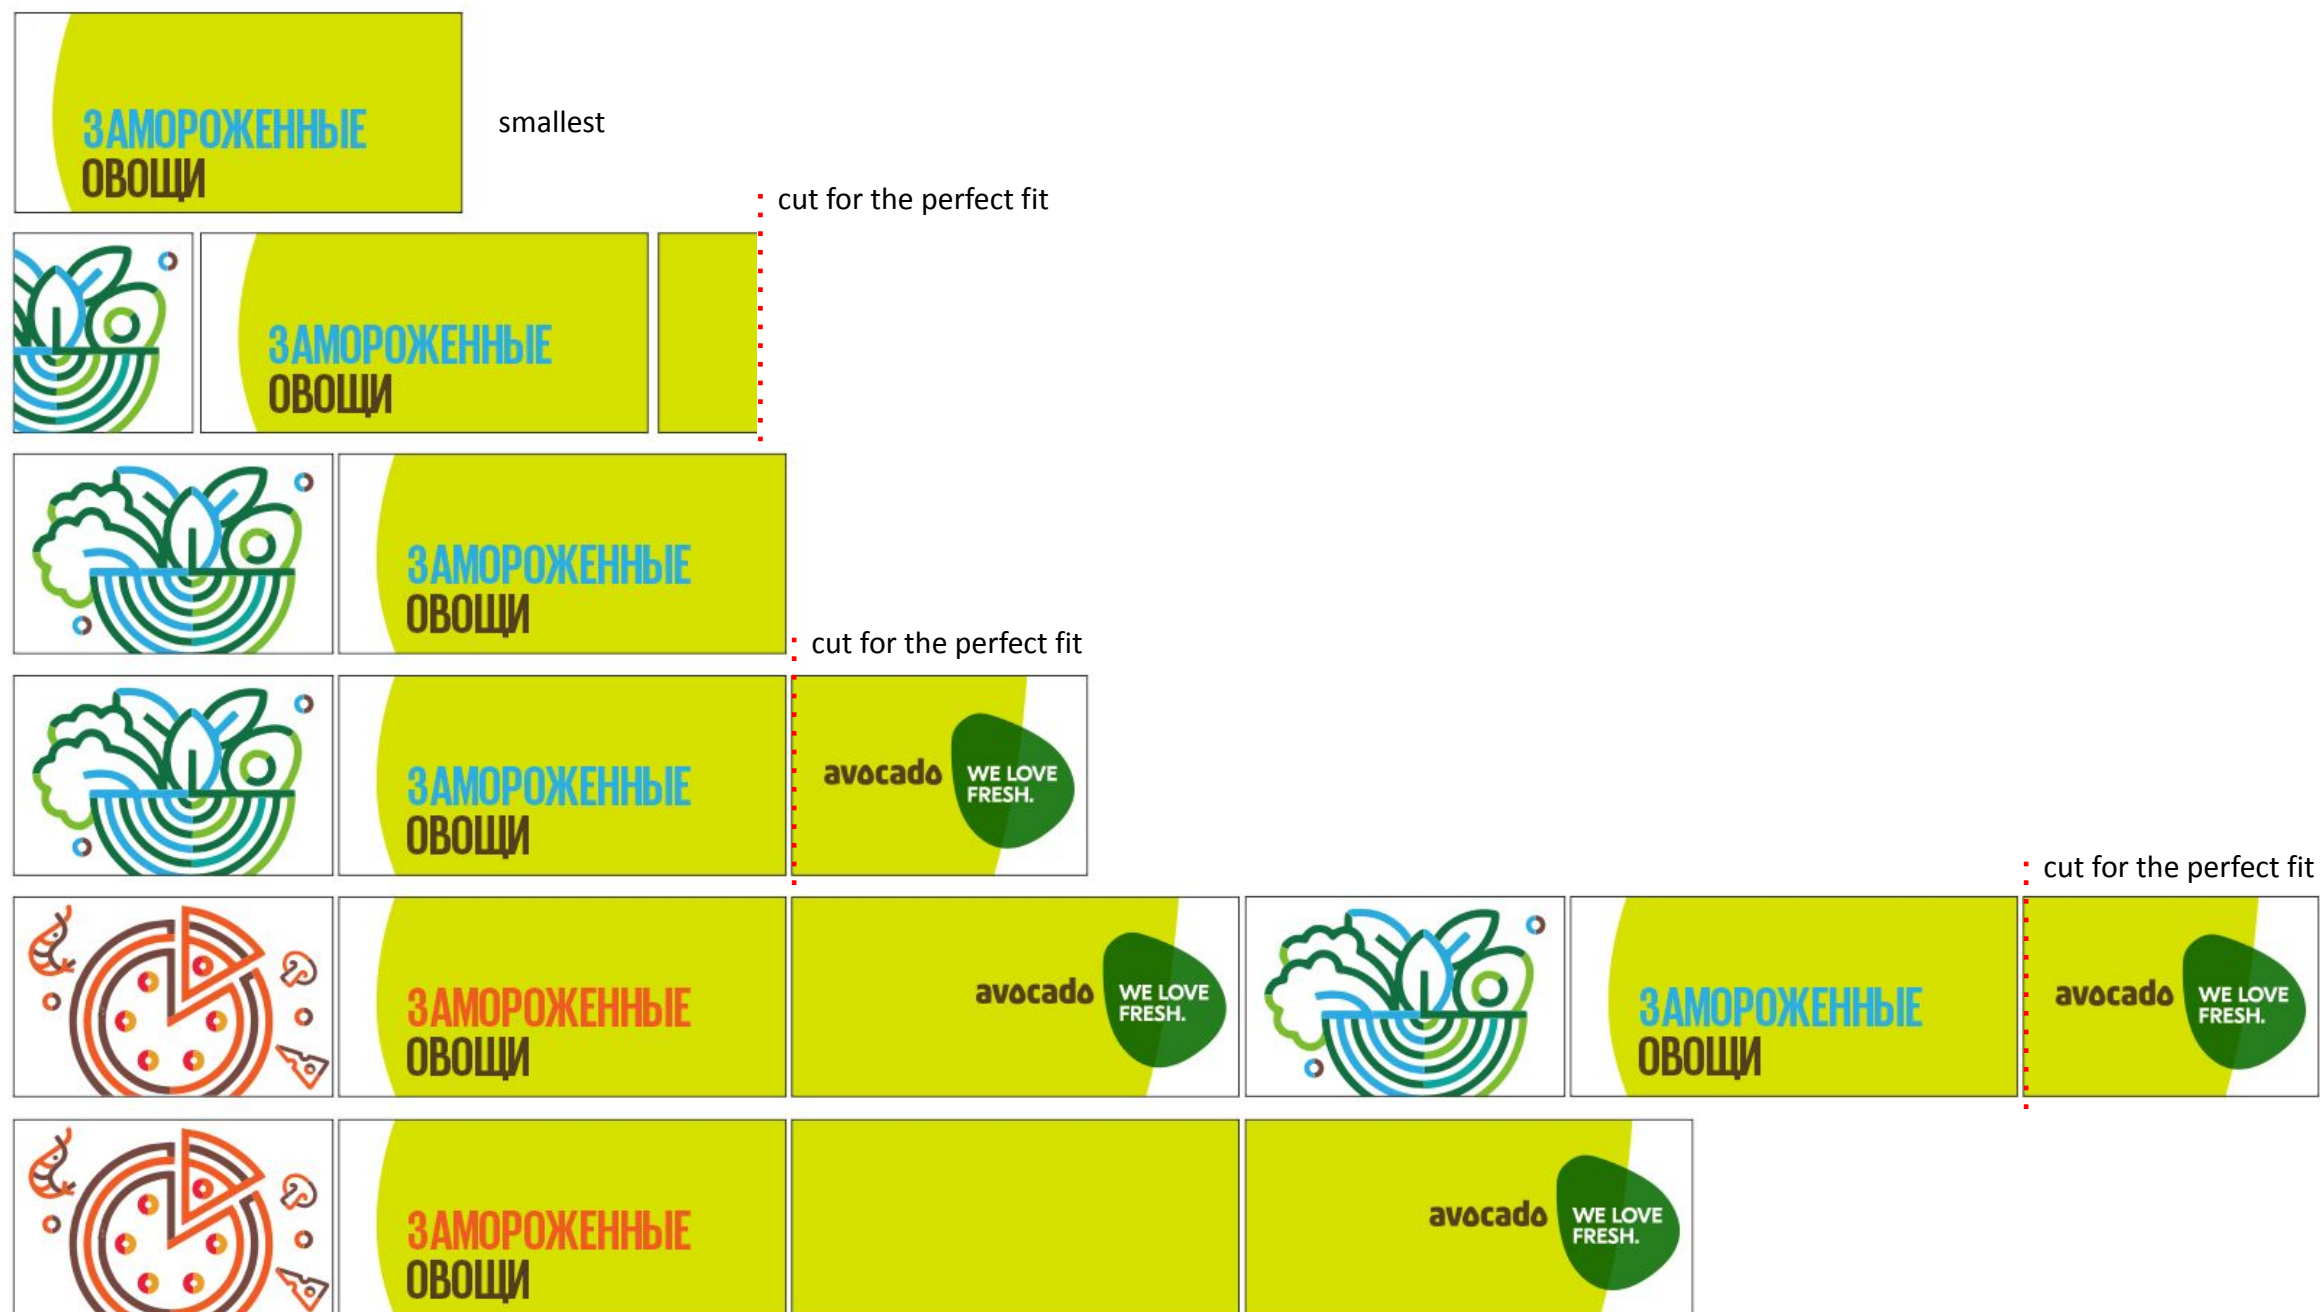 ЗАМОРОЖЕННЫЕ
ОВОЩИ
smallest
cut for the perfect fit
ЗАМОРОЖЕННЫЕ
ОВОЩИ
ЗАМОРОЖЕННЫЕ
ОВОЩИ
cut for the perfect fit
ЗАМОРОЖЕННЫЕ
ОВОЩИ
avocado
WE LOVE
FRESH.
cut for the perfect fit
ЗАМОРОЖЕННЫЕ
ОВОЩИ
avocado
WE LOVE
FRESH.
ЗАМОРОЖЕННЫЕ
ОВОЩИ
avocado
WE LOVE
FRESH.
ЗАМОРОЖЕННЫЕ
ОВОЩИ
avocado
WE LOVE
FRESH.